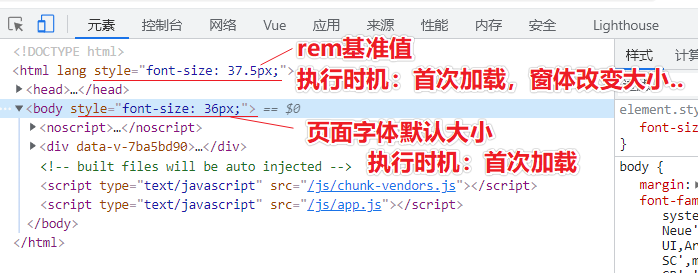 元素 控制台 网络 Vue 源代码 性能 内存 应用 安全 Lighthouse
<!DOCTYPE html>
<html lang style="font-size: 37.5px;">
rem基准值
执行时机：首次加载，窗体改变大小..
<head>…</head>
<body style="font-size: 36px;"> == $0
<noscript>…</noscript>
页面字体默认大小
<div data-v-7ba5bd90>…</div>
执行时机：首次加载
<!-- built files will be auto injected -->
<script type="text/javascript" src="/js/chunk-vendors.js"></script>
<script type="text/javascript" src="/js/app.js"></script>
</body>
</html>
样式 计算
element.sty
font-size
}
body {
margin:
font-fam
system
Neue'
UI,An
SC',m